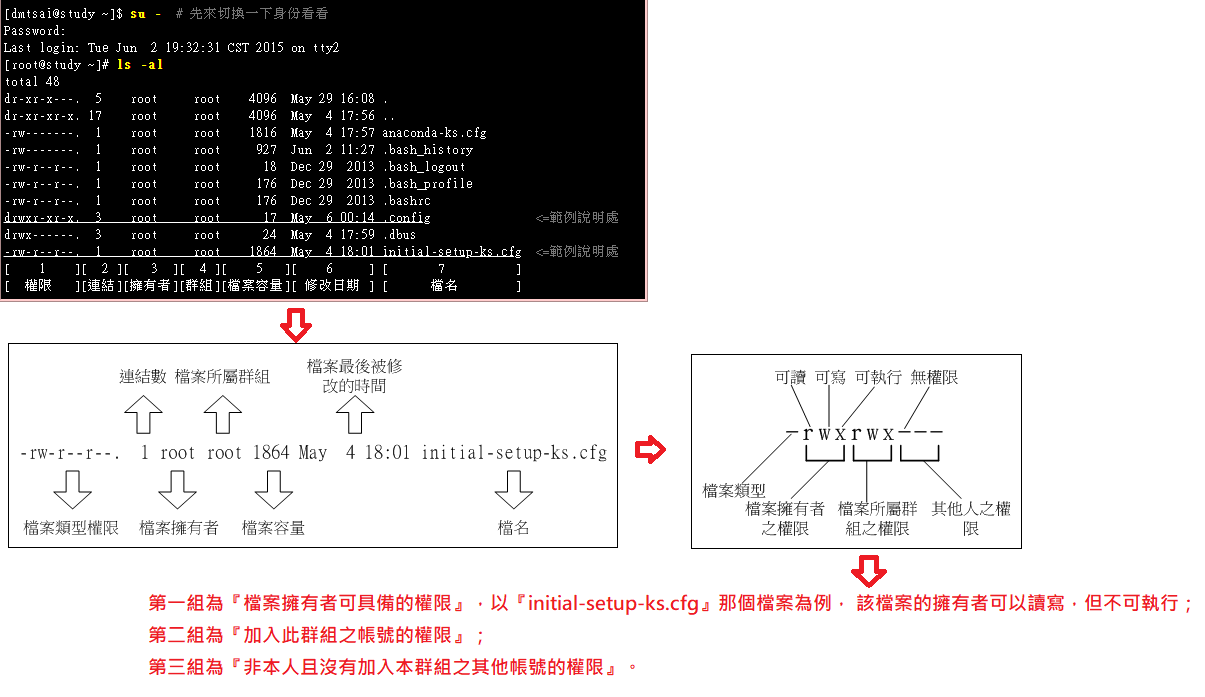 [dmtsai@study ~]$ su -  # 先來切換一下身份看看
Password:
Last login: Tue Jun  2 19:32:31 CST 2015 on tty2
[root@study ~]# ls -al
total 48
dr-xr-x---.  5    root     root    4096  May 29 16:08 .
dr-xr-xr-x. 17    root     root    4096  May  4 17:56 ..
-rw-------.  1    root     root    1816  May  4 17:57 anaconda-ks.cfg
-rw-------.  1    root     root     927  Jun  2 11:27 .bash_history
-rw-r--r--.  1    root     root      18  Dec 29  2013 .bash_logout
-rw-r--r--.  1    root     root     176  Dec 29  2013 .bash_profile
-rw-r--r--.  1    root     root     176  Dec 29  2013 .bashrc
drwxr-xr-x.  3    root     root      17  May  6 00:14 .config  <=範例說明處
drwx------.  3    root     root      24  May  4 17:59 .dbus
-rw-r--r--.  1    root     root    1864  May  4 18:01 initial-setup-ks.cfg  <=範例說明處
[    1    ][  2 ][   3  ][  4 ][    5   ][    6     ] [       7          ]
[  權限   ][連結][擁有者][群組][檔案容量][ 修改日期 ] [      檔名        ]
連結數 檔案所屬群組 檔案最後被修
改的時間
-rw-r--r--.  1 root root 1864 May  4 18:01 initial-setup-ks.cfg
檔案類型權限 檔案擁有者 檔案容量 檔名
可讀 可寫 可執行 無權限
-rwxrwx---
檔案類型
檔案擁有者
之權限
檔案所屬群
組之權限
其他人之權
限
第一組為『檔案擁有者可具備的權限』，以『initial-setup-ks.cfg』那個檔案為例， 該檔案的擁有者可以讀寫，但不可執行；
第二組為『加入此群組之帳號的權限』；
第三組為『非本人且沒有加入本群組之其他帳號的權限』。